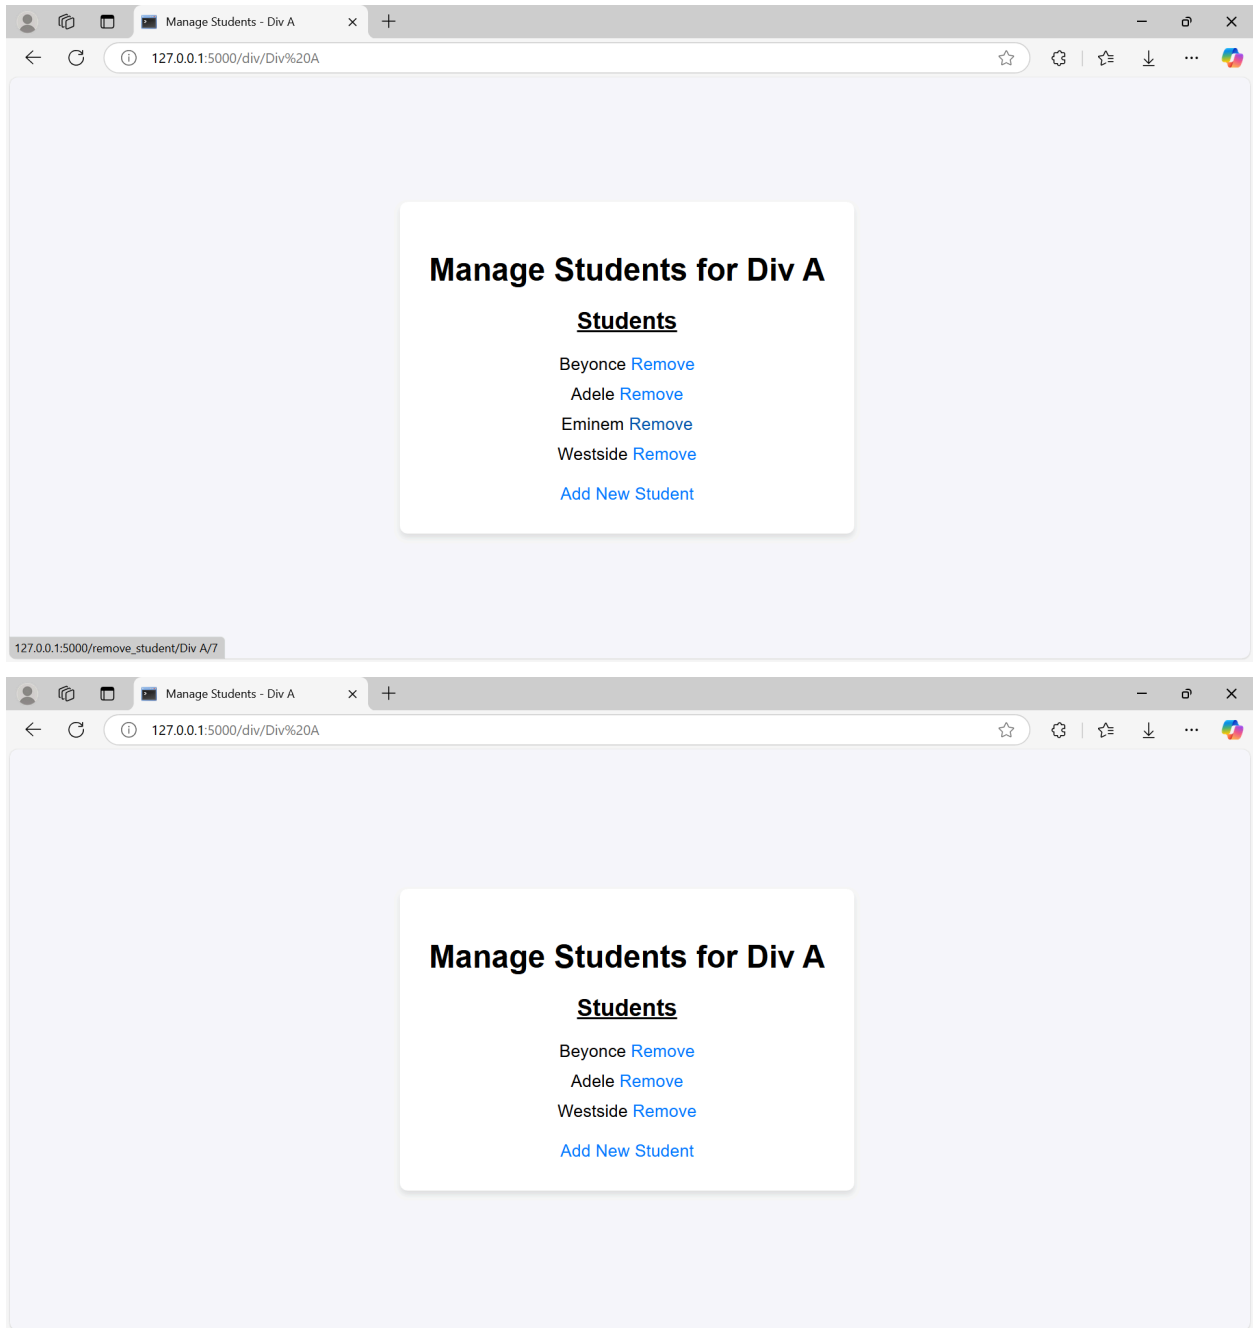 Manage Students - Div A
127.0.0.1:5000/div/Div%20A
Manage Students for Div A
Students
Beyonce Remove
Adele Remove
Eminem Remove
Westside Remove
Add New Student
127.0.0.1:5000/remove_student/Div A/7
Manage Students - Div A
127.0.0.1:5000/div/Div%20A
Manage Students for Div A
Students
Beyonce Remove
Adele Remove
Westside Remove
Add New Student